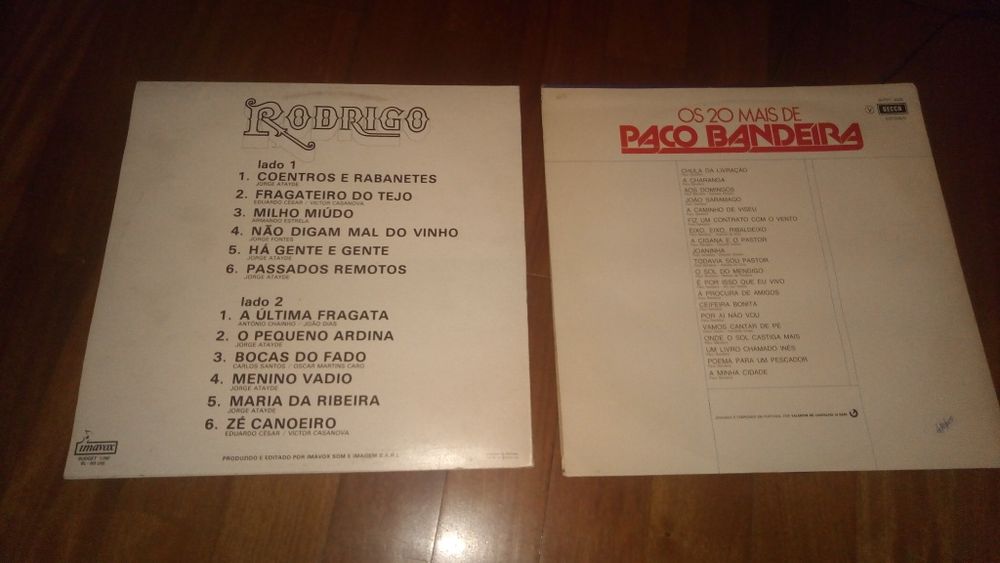 RODRIGO
lado 1
1. COENTROS E RABANETES
JORGE ATAYDE
2. FRAGATEIRO DO TEJO
EDUARDO CÉSAR / VICTOR CASANOVA
3. MILHO MIÚDO
ARMANDO ESTRELA
4. NÃO DIGAM MAL DO VINHO
JORGE FONTES
5. HÁ GENTE E GENTE
JORGE ATAYDE
6. PASSADOS REMOTOS
JORGE ATAYDE
lado 2
1. A ÚLTIMA FRAGATA
ANTÓNIO CHAINHO / JOÃO DIAS
2. O PEQUENO ARDINA
JORGE ATAYDE
3. BOCAS DO FADO
CARLOS SANTOS / OSCAR MARTINS CARO
4. MENINO VADIO
JORGE ATAYDE
5. MARIA DA RIBEIRA
JORGE ATAYDE
6. ZÉ CANOEIRO
EDUARDO CÉSAR / VICTOR CASANOVA
imavox
PRODUZIDO E EDITADO POR IMAVOX SOM E IMAGEM S.A.R.L.
DECCA
OS 20 MAIS DE
PACO BANDEIRA
CHULA DA LIVRAÇÃO
A CHARANGA
AOS DOMINGOS
JOÃO SARAMAGO
A CAMINHO DE VISEU
FIZ UM CONTRATO COM O VENTO
EIXO, EIXO, RIBALDEIXO
A CIGANA E O PASTOR
JOANINHA
TODAVIA SOU PASTOR
O SOL DO MENDIGO
É POR ISSO QUE EU VIVO
A PROCURA DE AMIGOS
CEIFEIRA BONITA
POR AÍ NÃO VOU
VAMOS CANTAR DE PÉ
ONDE O SOL CASTIGA MAIS
UM LIVRO CHAMADO INÊS
POEMA PARA UM PESCADOR
A MINHA CIDADE